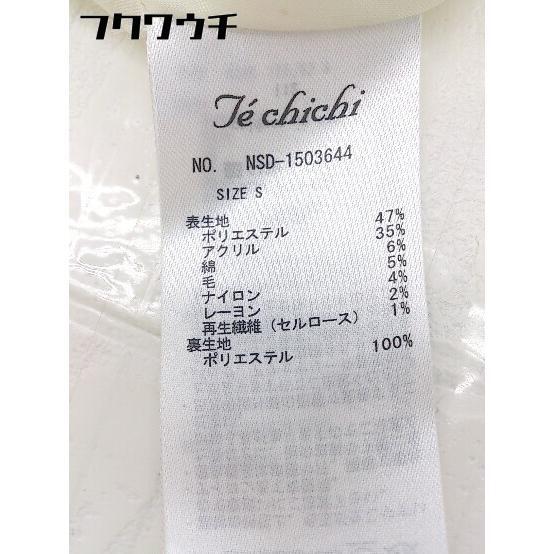 フクワウチ
Té chichi
NO. NSD-1503644
SIZE S
表生地
ポリエステル 47%
アクリル 35%
綿 6%
毛 5%
ナイロン 4%
レーヨン 2%
再生繊維（セルロース） 1%
裏生地
ポリエステル 100%